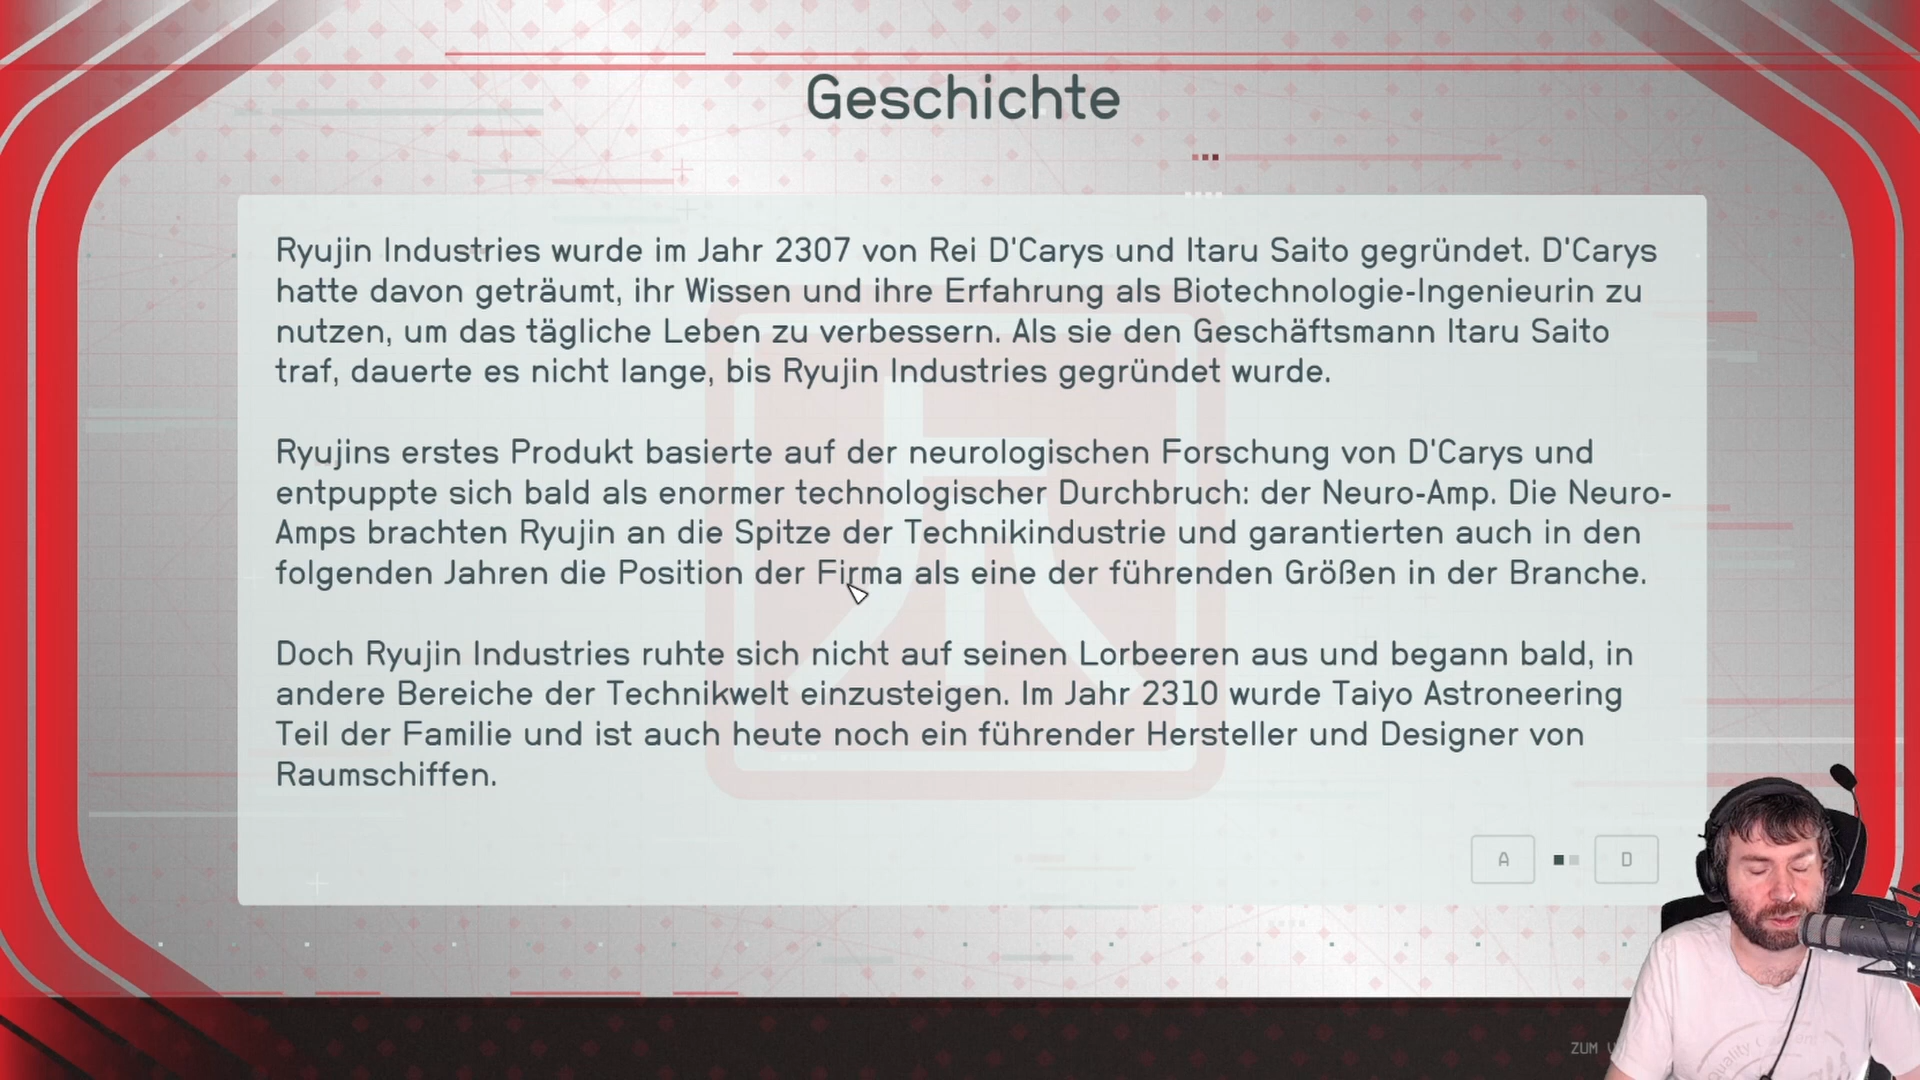 Geschichte
Ryujin Industries wurde im Jahr 2307 von Rei D'Carys und Itaru Saito gegründet. D'Carys
hatte davon geträumt, ihr Wissen und ihre Erfahrung als Biotechnologie-Ingenieurin zu
nutzen, um das tägliche Leben zu verbessern. Als sie den Geschäftsmann Itaru Saito
traf, dauerte es nicht lange, bis Ryujin Industries gegründet wurde.
Ryujins erstes Produkt basierte auf der neurologischen Forschung von D'Carys und
entpuppte sich bald als enormer technologischer Durchbruch: der Neuro-Amp. Die Neuro-
Amps brachten Ryujin an die Spitze der Technikindustrie und garantierten auch in den
folgenden Jahren die Position der Firma als eine der führenden Größen in der Branche.
Doch Ryujin Industries ruhte sich nicht auf seinen Lorbeeren aus und begann bald, in
andere Bereiche der Technikwelt einzusteigen. Im Jahr 2310 wurde Taiyo Astroneering
Teil der Familie und ist auch heute noch ein führender Hersteller und Designer von
Raumschiffen.
A D
ZUM